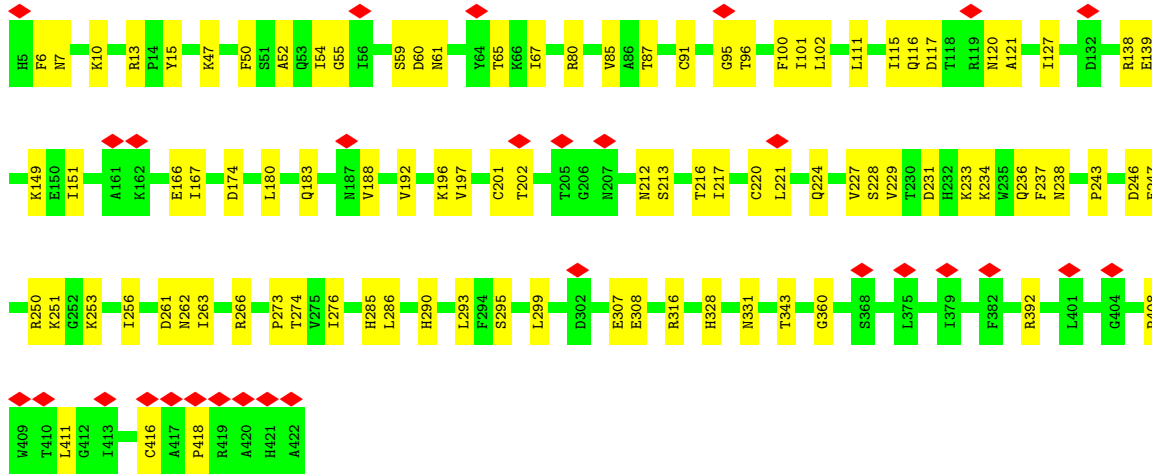 H5 F6 N7 K10 R13 P14 Y15 K47 F50 S51 A52 Q53 I54 G55 I56 S59 D60 N61 Y64 T65 K66 I67 R80 V85 A86 T87 C91 G95 T96 F100 I101 L102 L111 I115 Q116 D117 T118 R119 N120 A121 I127 D132 R138 E139
K149 E150 I151 A161 K162 E166 I167 D174 L180 Q183 N187 V188 V192 K196 V197 C201 T202 T205 G206 N207 N212 S213 T216 I217 C220 L221 Q224 V227 S228 V229 T230 D231 H232 K233 K234 W235 Q236 F237 N238 P243 D246
R250 K251 G252 K253 I256 D261 N262 I263 R266 P273 T274 V275 I276 H285 L286 H290 L293 F294 S295 L299 D302 E307 E308 R316 H328 N331 T343 G360 S368 L375 I379 F382 R392 L401 G404
W409 T410 L411 G412 I413 C416 A417 P418 R419 A420 H421 A422